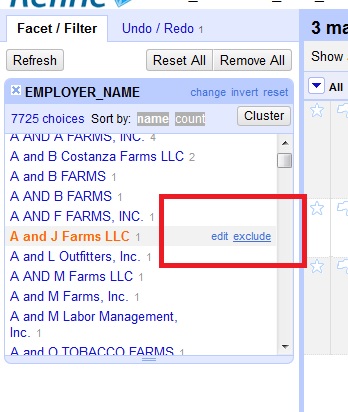 Refine
Facet / Filter Undo / Redo 1
3 ma
Refresh Reset All Remove All
Show
EMPLOYER_NAME change invert reset
All
7725 choices Sort by: name count Cluster
A AND A FARMS, INC. 4
A and B Costanza Farms LLC 2
A and B FARMS 1
A AND B FARMS 1
A AND F FARMS, INC. 1
A and J Farms LLC 1 edit exclude
A and L Outfitters, Inc. 1
A AND M Farms LLC 1
A and M Farms, Inc. 1
A and M Labor Management,
Inc. 1
A and O TOBACCO FARMS 1